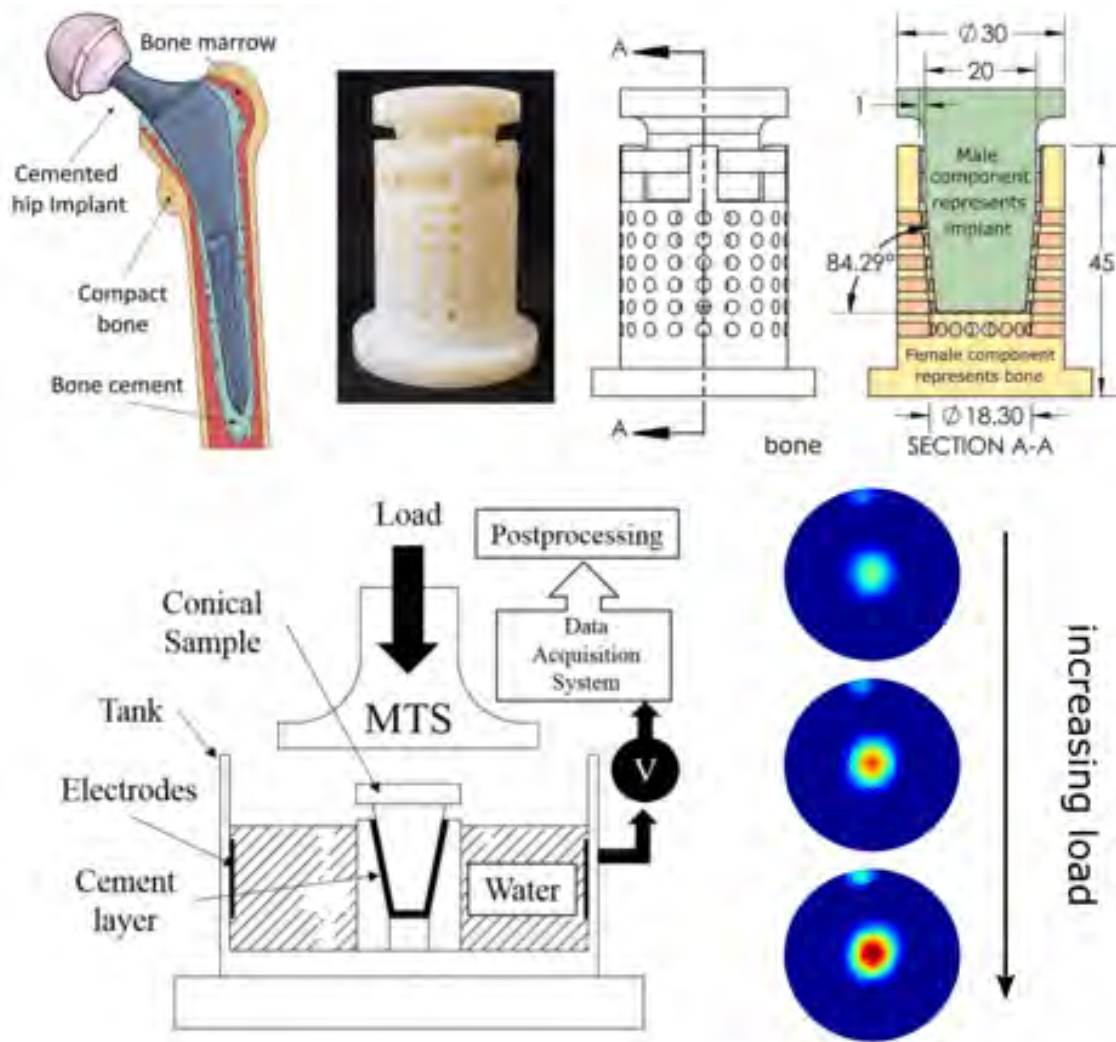 Bone marrow
Cemented
hip Implant
Compact
bone
Bone cement
A
A
bone
Ø 30
20
1
Male
component
represents
implant
84.29°
45
Female component
represents bone
Ø 18.30
SECTION A-A
Load
Conical
Sample
MTS
Tank
Electrodes
Cement
layer
Water
V
Data
Acquisition
System
Postprocessing
increasing load